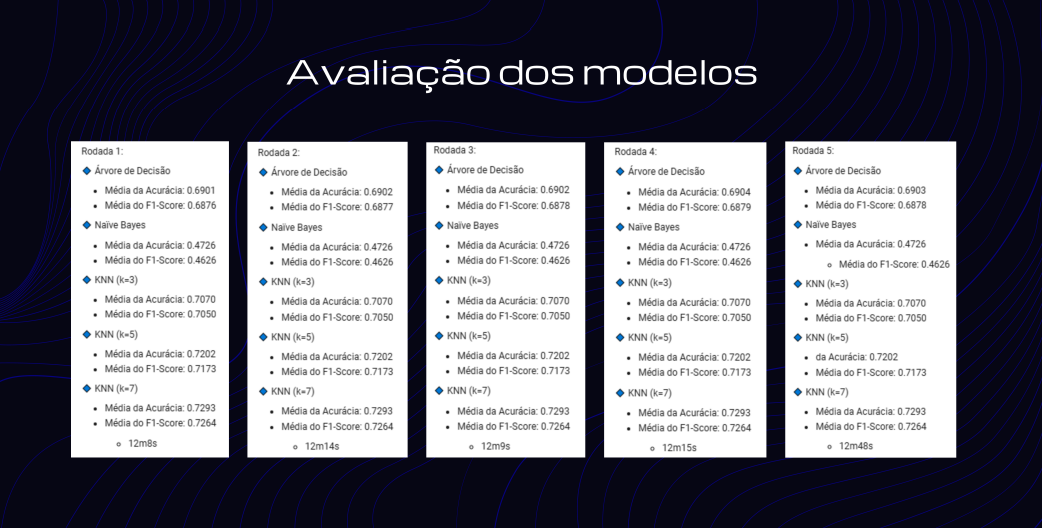 Avaliação dos modelos
Rodada 1:
Árvore de Decisão
Média da Acurácia: 0.6901
Média do F1-Score: 0.6876
Naïve Bayes
Média da Acurácia: 0.4726
Média do F1-Score: 0.4626
KNN (k=3)
Média da Acurácia: 0.7070
Média do F1-Score: 0.7050
KNN (k=5)
Média da Acurácia: 0.7202
Média do F1-Score: 0.7173
KNN (k=7)
Média da Acurácia: 0.7293
Média do F1-Score: 0.7264
12m8s
Rodada 2:
Árvore de Decisão
Média da Acurácia: 0.6902
Média do F1-Score: 0.6877
Naïve Bayes
Média da Acurácia: 0.4726
Média do F1-Score: 0.4626
KNN (k=3)
Média da Acurácia: 0.7070
Média do F1-Score: 0.7050
KNN (k=5)
Média da Acurácia: 0.7202
Média do F1-Score: 0.7173
KNN (k=7)
Média da Acurácia: 0.7293
Média do F1-Score: 0.7264
12m14s
Rodada 3:
Árvore de Decisão
Média da Acurácia: 0.6902
Média do F1-Score: 0.6878
Naïve Bayes
Média da Acurácia: 0.4726
Média do F1-Score: 0.4626
KNN (k=3)
Média da Acurácia: 0.7070
Média do F1-Score: 0.7050
KNN (k=5)
Média da Acurácia: 0.7202
Média do F1-Score: 0.7173
KNN (k=7)
Média da Acurácia: 0.7293
Média do F1-Score: 0.7264
12m9s
Rodada 4:
Árvore de Decisão
Média da Acurácia: 0.6904
Média do F1-Score: 0.6879
Naïve Bayes
Média da Acurácia: 0.4726
Média do F1-Score: 0.4626
KNN (k=3)
Média da Acurácia: 0.7070
Média do F1-Score: 0.7050
KNN (k=5)
Média da Acurácia: 0.7202
Média do F1-Score: 0.7173
KNN (k=7)
Média da Acurácia: 0.7293
Média do F1-Score: 0.7264
12m15s
Rodada 5:
Árvore de Decisão
Média da Acurácia: 0.6903
Média do F1-Score: 0.6878
Naïve Bayes
Média da Acurácia: 0.4726
Média do F1-Score: 0.4626
KNN (k=3)
Média da Acurácia: 0.7070
Média do F1-Score: 0.7050
KNN (k=5)
da Acurácia: 0.7202
Média do F1-Score: 0.7173
KNN (k=7)
Média da Acurácia: 0.7293
Média do F1-Score: 0.7264
12m48s